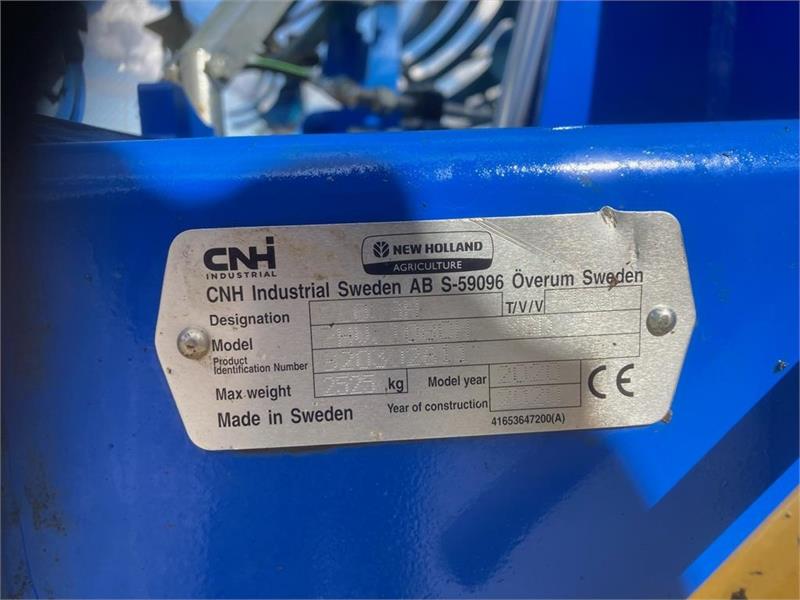 CNH
INDUSTRIAL
NEW HOLLAND
AGRICULTURE
CNH Industrial Sweden AB S-59096 Överum Sweden
Designation T/V/V
Model
Product
Identification Number
Max weight 2525 kg Model year
Year of construction
CE
Made in Sweden
41653647200(A)